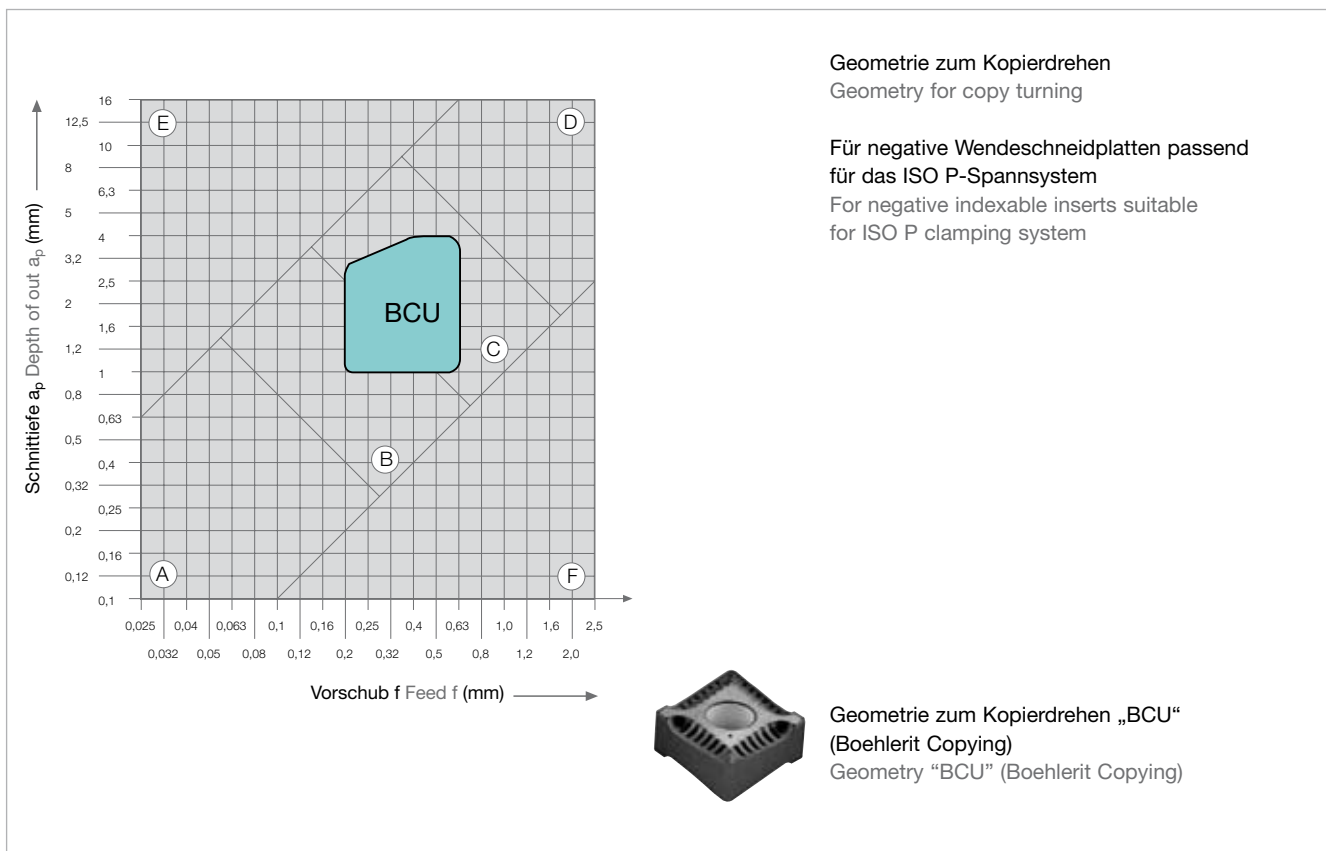 Geometrie zum Kopierdrehen
Geometry for copy turning
Für negative Wendeschneidplatten passend
für das ISO P-Spannsystem
For negative indexable inserts suitable
for ISO P clamping system
Schnittiefe ap Depth of out ap (mm)
16
12,5
10
8
6,3
5
4
3,2
2,5
2
1,6
1,2
1
0,8
0,63
0,5
0,4
0,32
0,25
0,2
0,16
0,12
0,1
E
D
BCU
C
B
A
F
0,025 0,04 0,063 0,1 0,16 0,25 0,4 0,63 1,0 1,6 2,5
0,032 0,05 0,08 0,12 0,2 0,32 0,5 0,8 1,2 2,0
Vorschub f Feed f (mm)
Geometrie zum Kopierdrehen „BCU“
(Boehlerit Copying)
Geometry “BCU” (Boehlerit Copying)